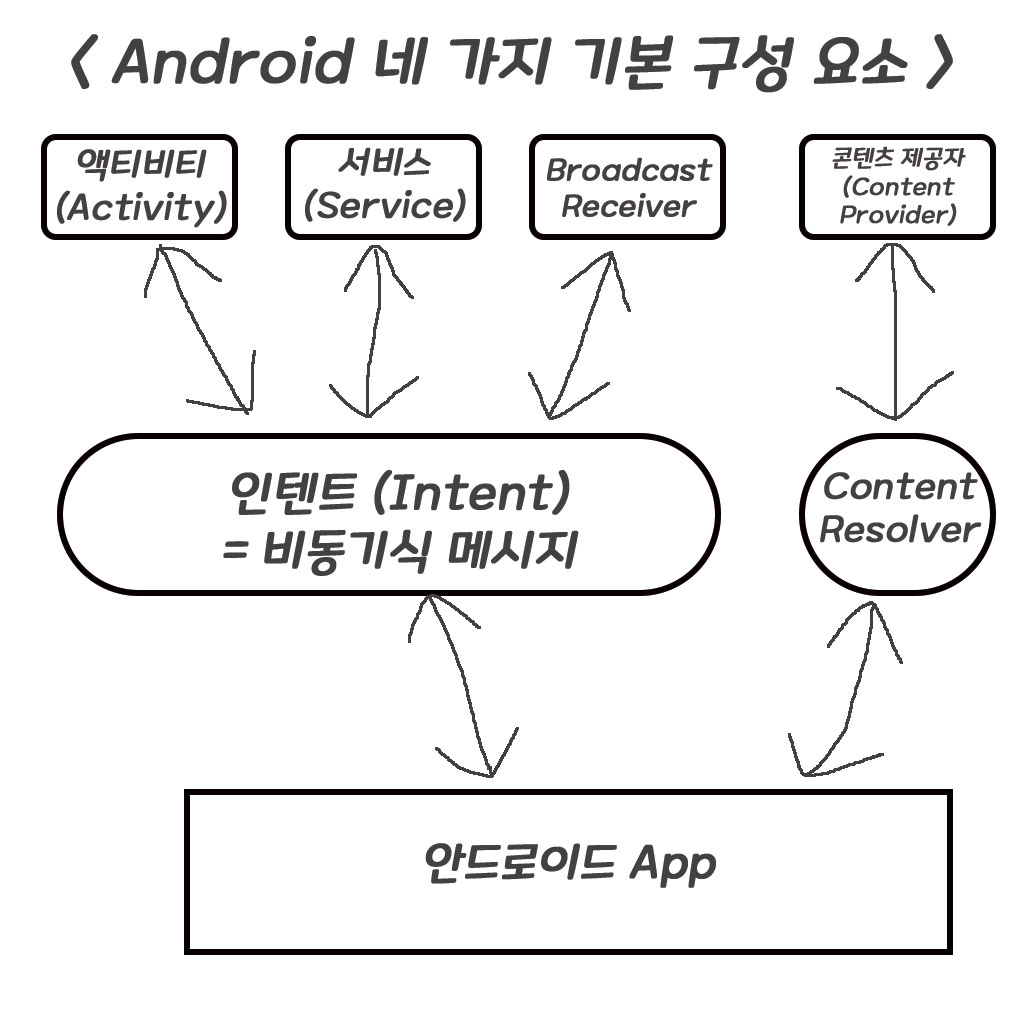 < Android 네 가지 기본 구성 요소 >
액티비티
(Activity)
서비스
(Service)
Broadcast
Receiver
콘텐츠 제공자
(Content
Provider)
인텐트 (Intent)
= 비동기식 메시지
Content
Resolver
안드로이드 App